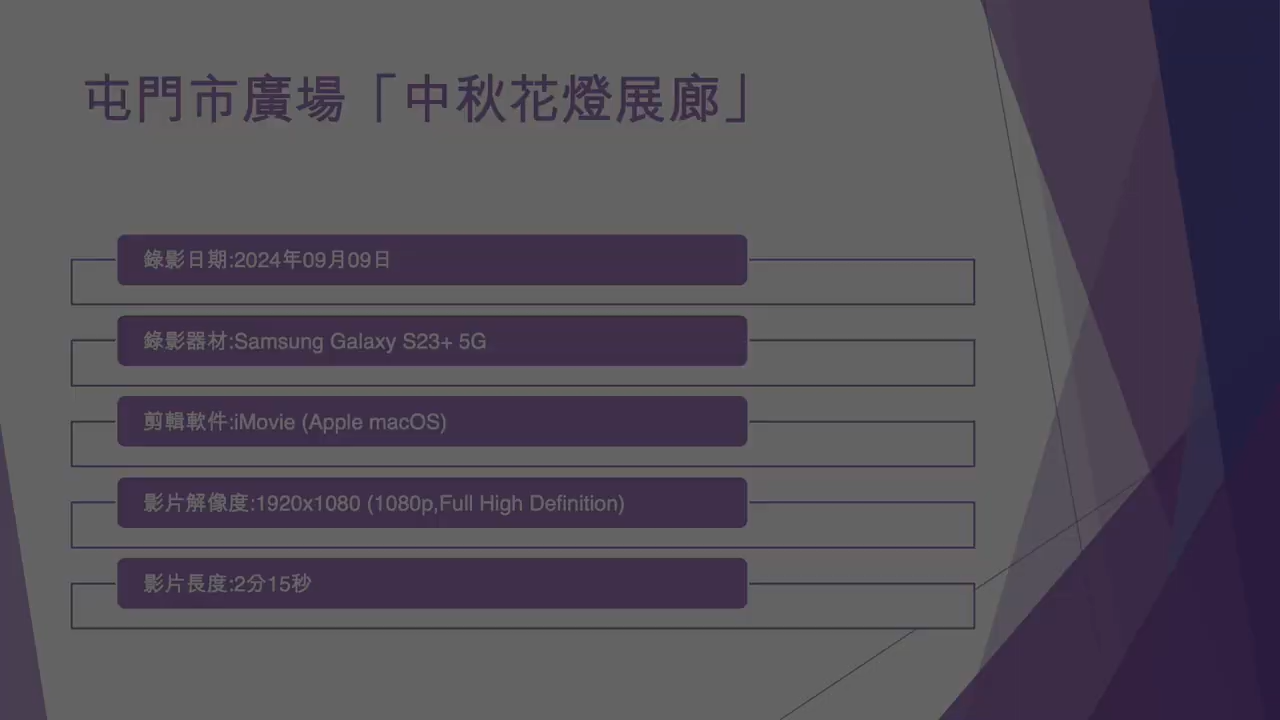 屯門市廣場「中秋花燈展廊」
錄影日期:2024年09月09日
錄影器材:Samsung Galaxy S23+ 5G
剪輯軟件:iMovie (Apple macOS)
影片解像度:1920x1080 (1080p,Full High Definition)
影片長度:2分15秒